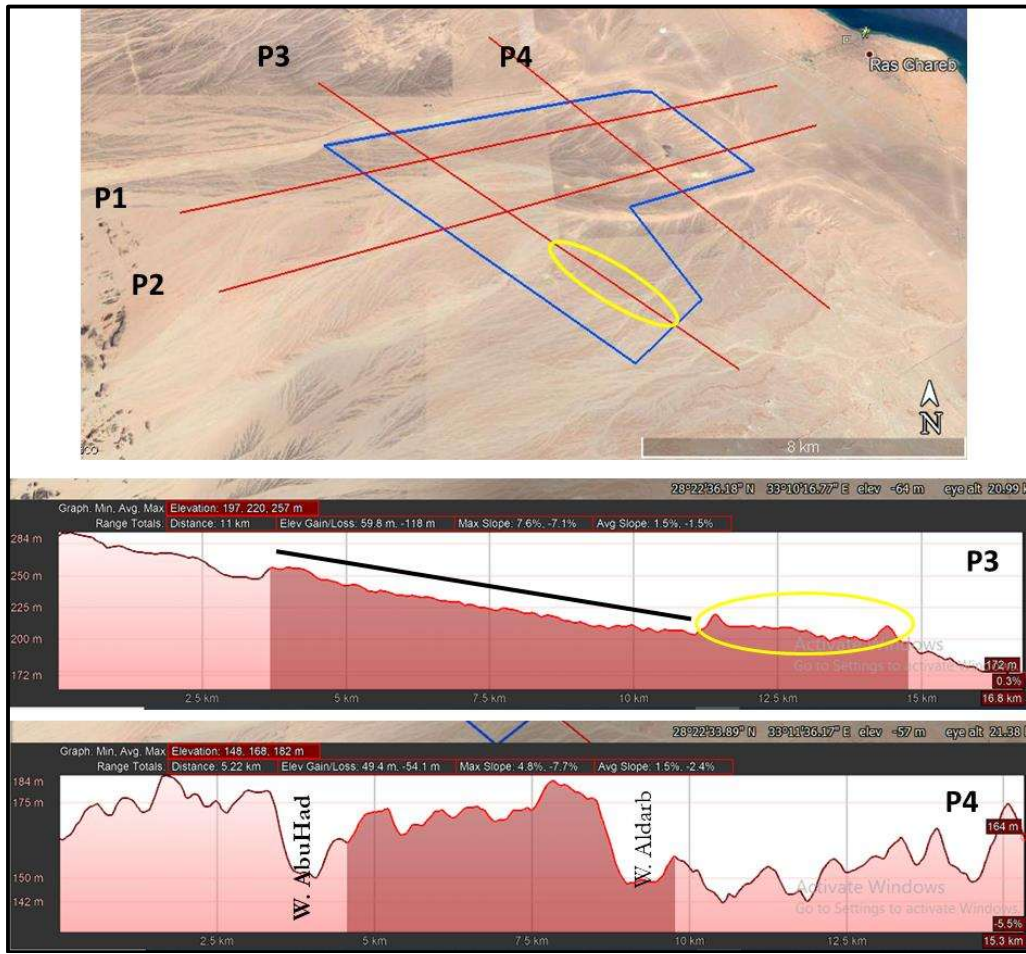 P3
P4
Ras Ghareb
P1
P2
N
8 km
28°22'36.18" N 33°10'16.77" E elev -64 m eye alt 20.99
Graph: Min, Avg, Max Elevation: 197, 220, 257 m
Range Totals: Distance: 11 km Elev Gain/Loss: 59.8 m, -118 m Max Slope: 7.6%, -7.1% Avg Slope: 1.5%, -1.5%
284 m
P3
250 m
225 m
200 m
Activate Windows
Go to Settings to activate Windows
172 m
172 m
0.3%
2.5 km 5 km 7.5 km 10 km 12.5 km 15 km 16.8 km
28°22'33.89" N 33°11'36.17" E elev -57 m eye alt 21.38
Graph: Min, Avg, Max Elevation: 148, 168, 182 m
Range Totals: Distance: 5.22 km Elev Gain/Loss: 49.4 m, -54.1 m Max Slope: 4.8%, -7.7% Avg Slope: 1.5%, -2.4%
184 m
175 m
P4
W. AbuHad
W. Aldarb
164 m
150 m
Activate Windows
Go to Settings to activate Windows
142 m
-5.5%
2.5 km 5 km 7.5 km 10 km 12.5 km 15.3 km